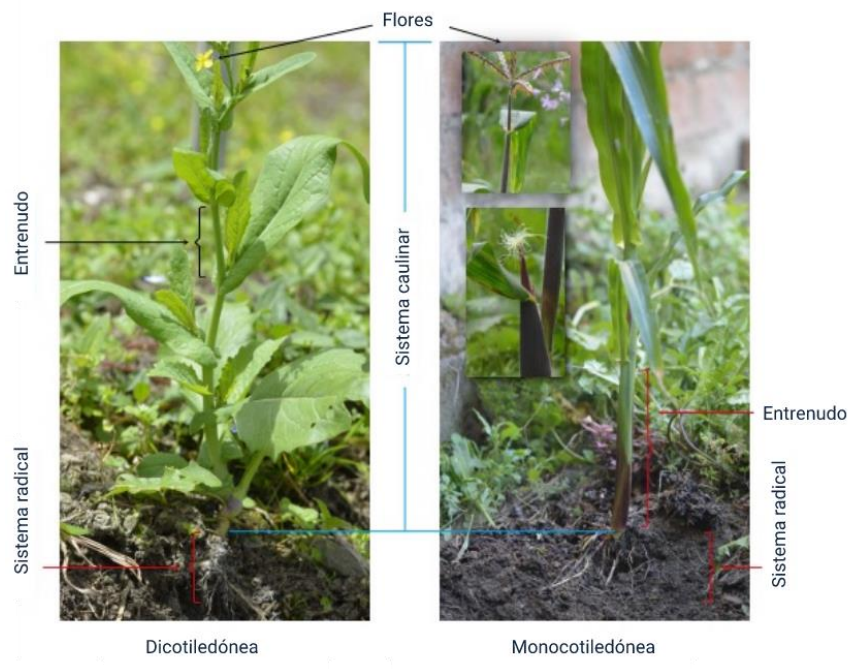 Flores
Entrenudo
Sistema caulinar
Entrenudo
Sistema radical
Sistema radical
Dicotiledónea
Monocotiledónea